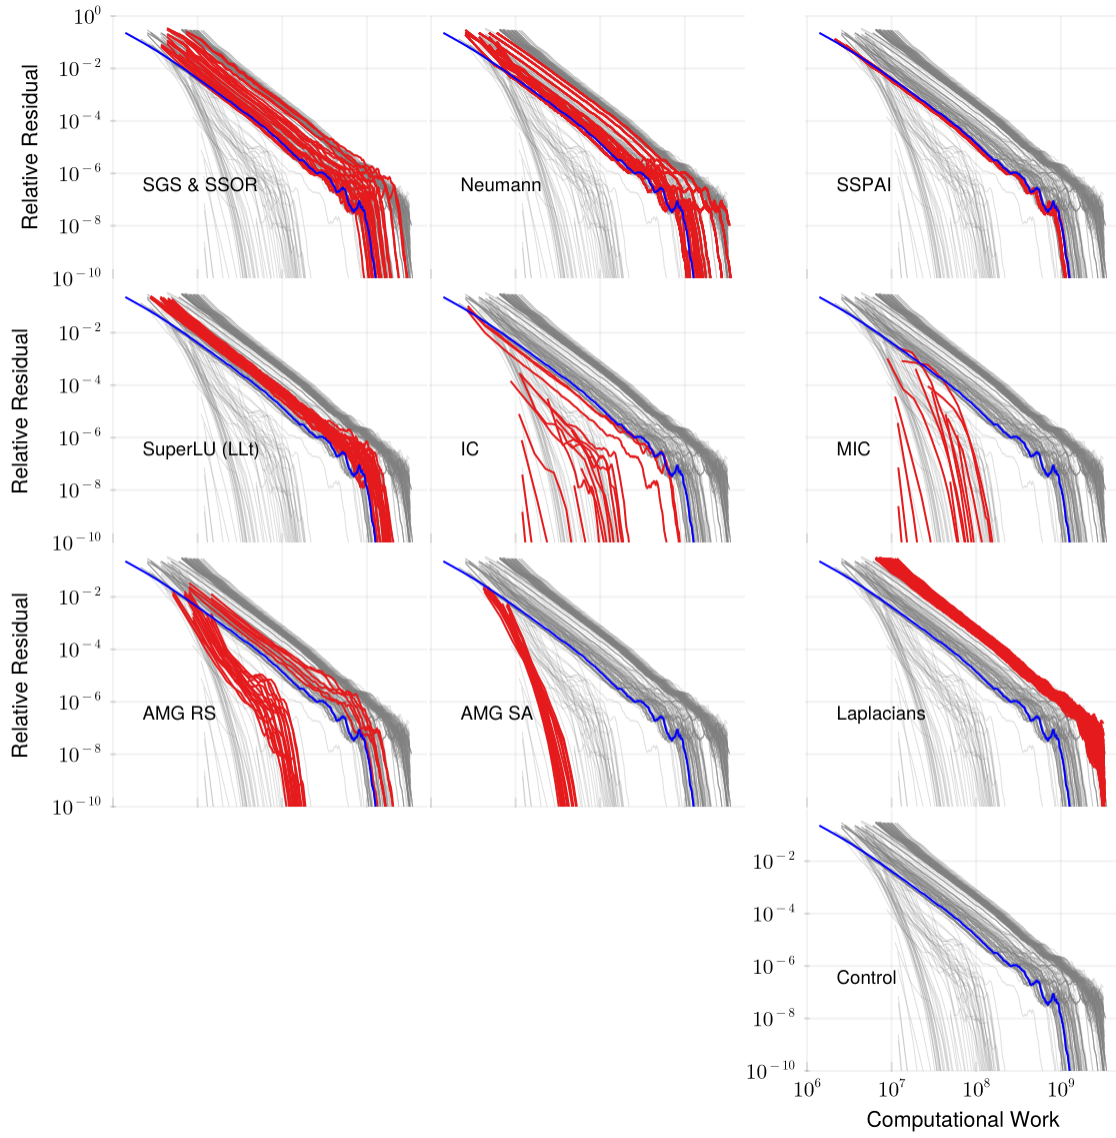 10^0
10^−2
10^−4
10^−6
10^−8
10^−10
Relative Residual
SGS & SSOR
Neumann
SSPAI
10^−2
10^−4
10^−6
10^−8
10^−10
Relative Residual
SuperLU (LLt)
IC
MIC
10^−2
10^−4
10^−6
10^−8
10^−10
Relative Residual
AMG RS
AMG SA
Laplacians
10^−2
10^−4
10^−6
10^−8
10^−10
Control
10^6
10^7
10^8
10^9
Computational Work